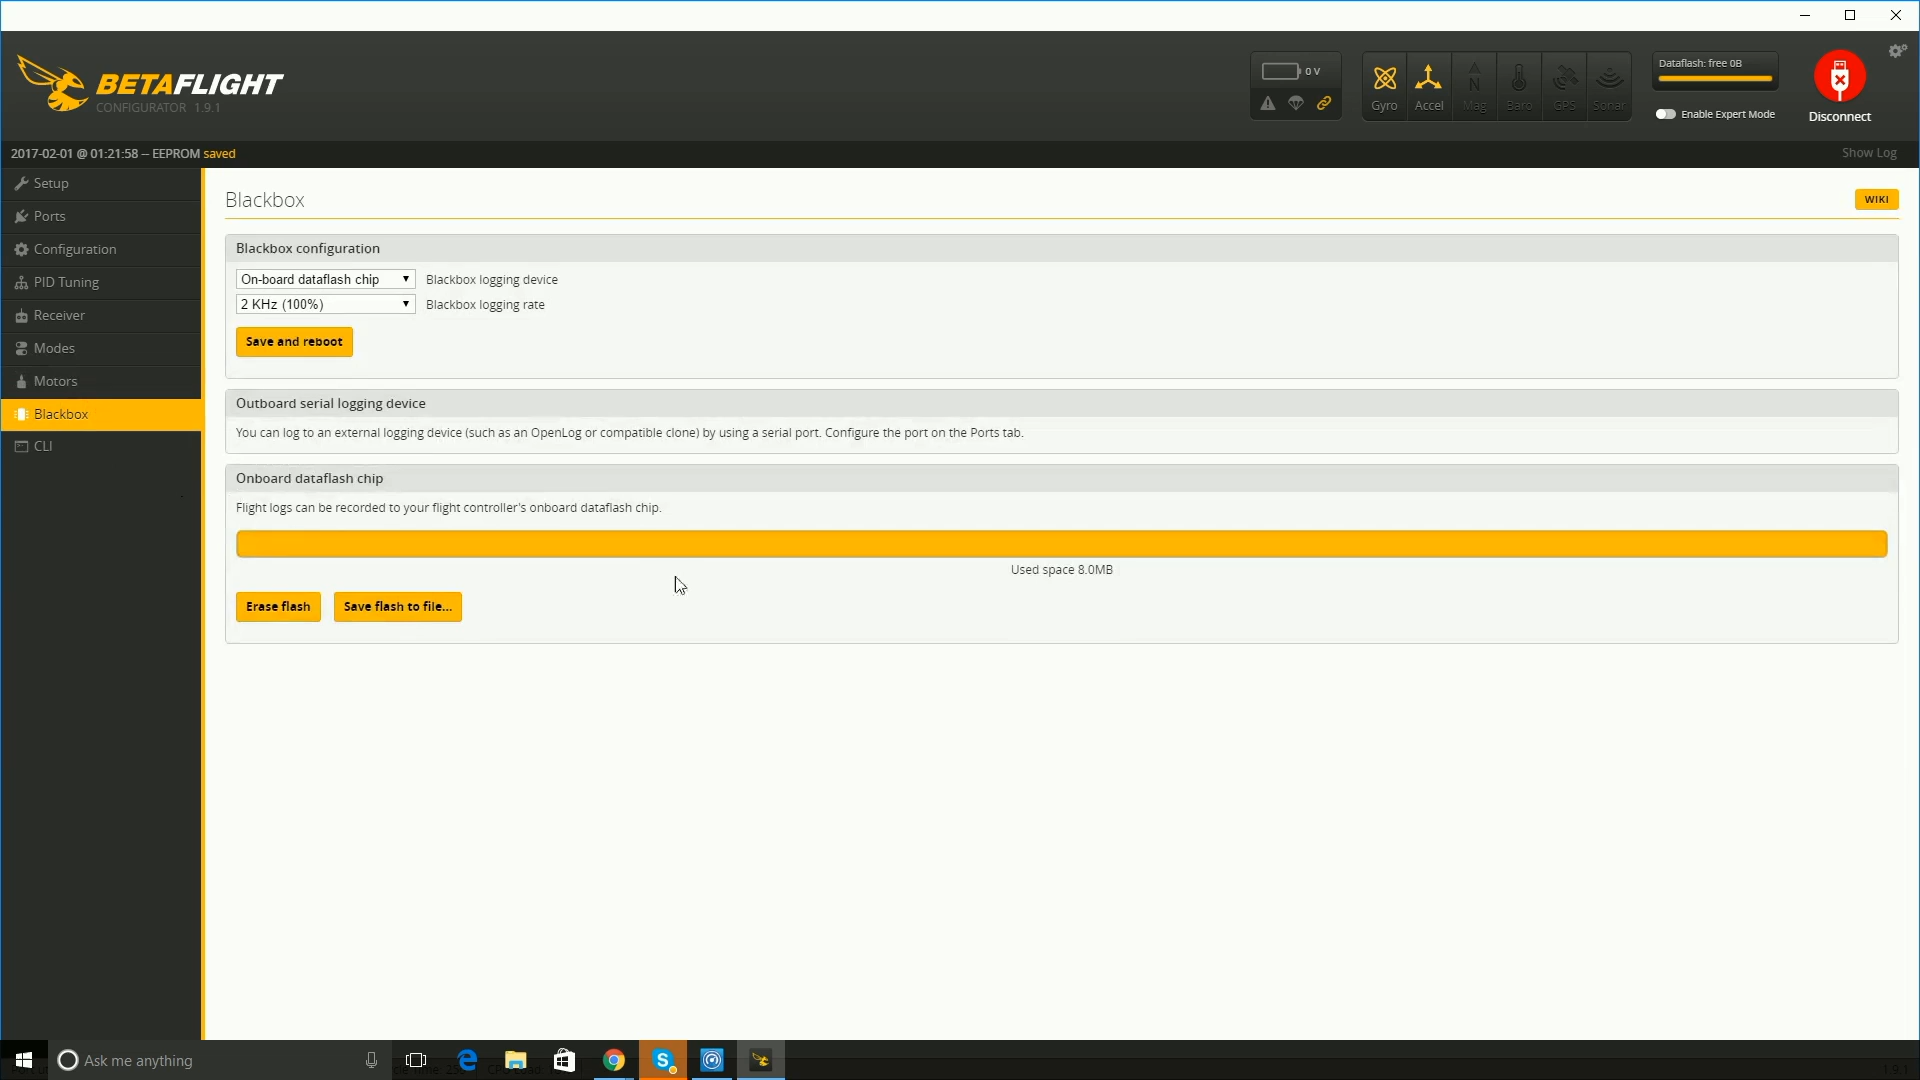 BETAFLIGHT
CONFIGURATOR 1.9.1
0 V
Gyro
Accel
Mag
Baro
GPS
Sonar
Dataflash: free 0B
Enable Expert Mode
Disconnect
2017-02-01 @ 01:21:58 -- EEPROM saved
Show Log
Setup
Ports
Configuration
PID Tuning
Receiver
Modes
Motors
Blackbox
CLI
Blackbox
WIKI
Blackbox configuration
On-board dataflash chip
Blackbox logging device
2 KHz (100%)
Blackbox logging rate
Save and reboot
Outboard serial logging device
You can log to an external logging device (such as an OpenLog or compatible clone) by using a serial port. Configure the port on the Ports tab.
Onboard dataflash chip
Flight logs can be recorded to your flight controller's onboard dataflash chip.
Used space 8.0MB
Erase flash
Save flash to file...
Ask me anything
1.9.1